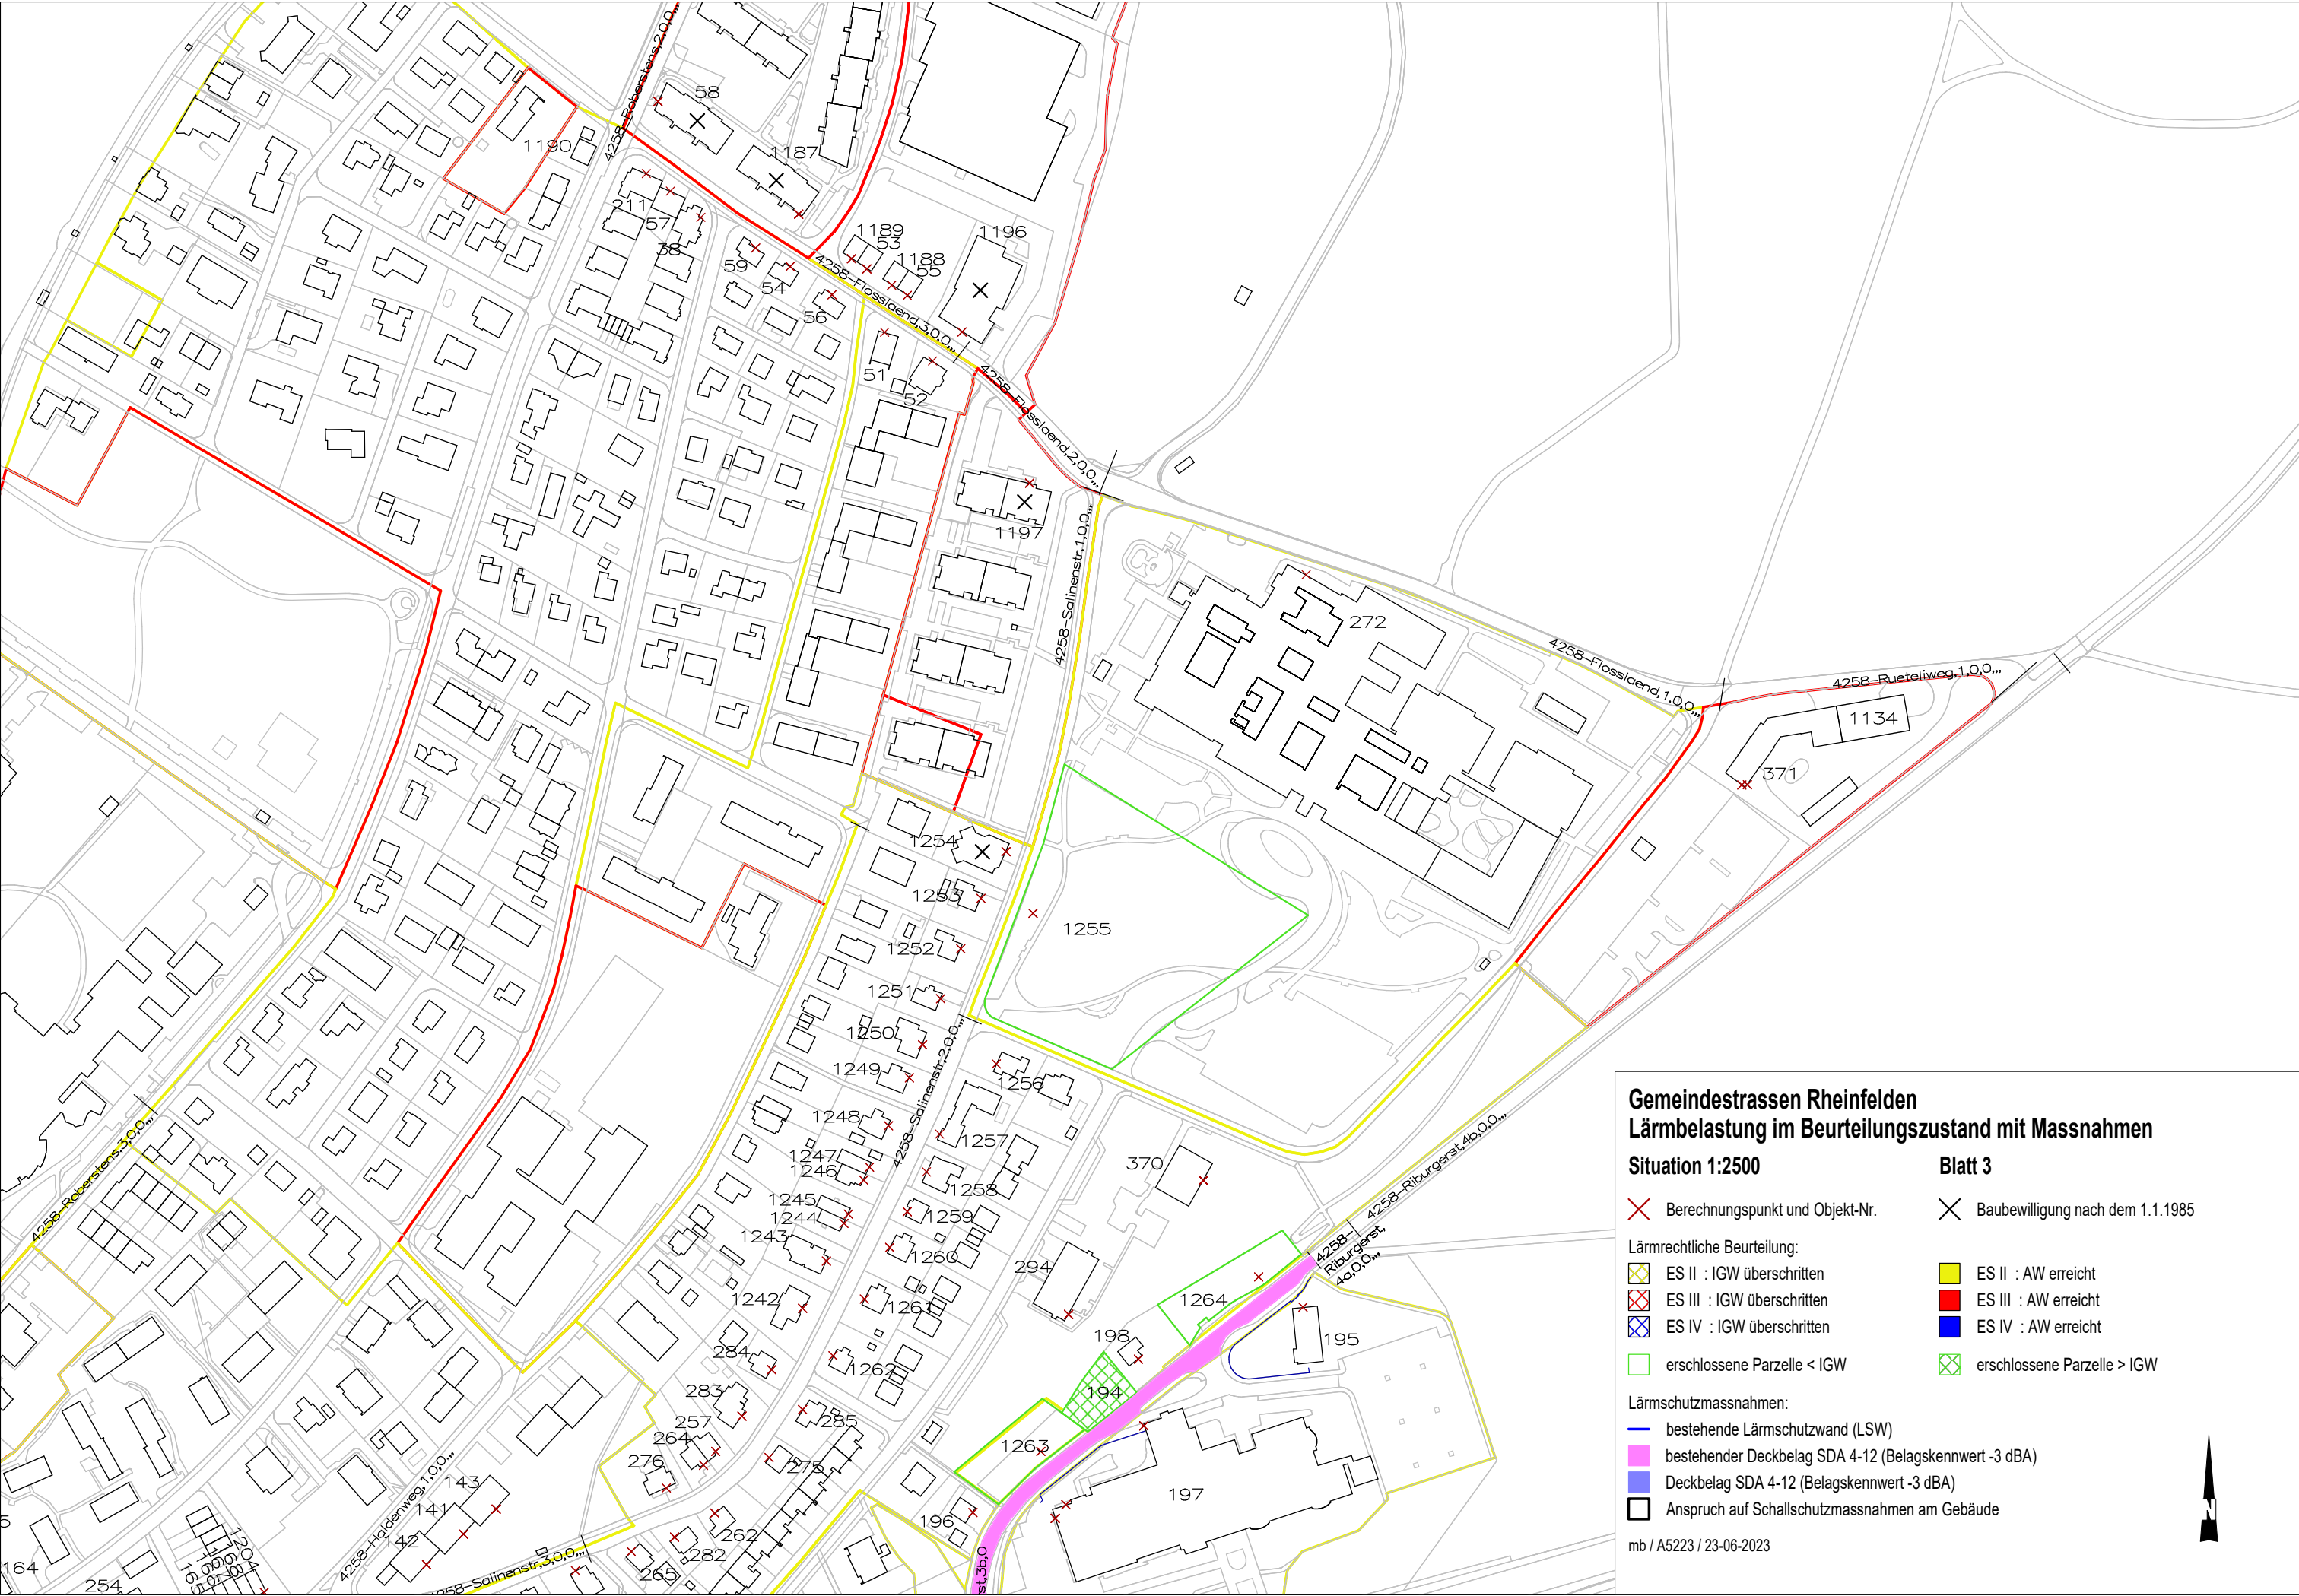 4258-Roberstens,2,0,0,,,
58
1190
1187
211
57
38
59
54
56
1189
53
1188
55
1196
4258-Flosslaend,3,0,0,,,
51
52
4258-Flosslaend,2,0,0,,,
1197
4258-Salinenstr,1,0,0,,,
272
4258-Flosslaend,1,0,0,,,
4258-Rueteliweg,1,0,0,,,
1134
371
1254
1253
1255
1252
1251
1250
4258-Salinenstr,2,0,0,,,
1249
1256
1248
1257
4258-Roberstens,3,0,0,,,
1247
1246
370
4258-Riburgerst,4b,0,0,,,
1258
1245
1244
1259
1243
1260
294
4258-
Riburgerst,
4a,0,0,,,
1242
1261
1264
198
195
284
1262
194
283
257
285
264
1263
276
275
143
141
142
4258-Haldenweg,1,0,0,,,
197
196
262
282
265
4258-Salinenstr,3,0,0,,,
st,3b,0
5
164
254
165
166
167
168
204
Gemeindestrassen Rheinfelden
Lärmbelastung im Beurteilungszustand mit Massnahmen
Situation 1:2500 Blatt 3
Berechnungspunkt und Objekt-Nr. Baubewilligung nach dem 1.1.1985
Lärmrechtliche Beurteilung:
ES II : IGW überschritten ES II : AW erreicht
ES III : IGW überschritten ES III : AW erreicht
ES IV : IGW überschritten ES IV : AW erreicht
erschlossene Parzelle < IGW erschlossene Parzelle > IGW
Lärmschutzmassnahmen:
bestehende Lärmschutzwand (LSW)
bestehender Deckbelag SDA 4-12 (Belagskennwert -3 dBA)
Deckbelag SDA 4-12 (Belagskennwert -3 dBA)
Anspruch auf Schallschutzmassnahmen am Gebäude
mb / A5223 / 23-06-2023
N